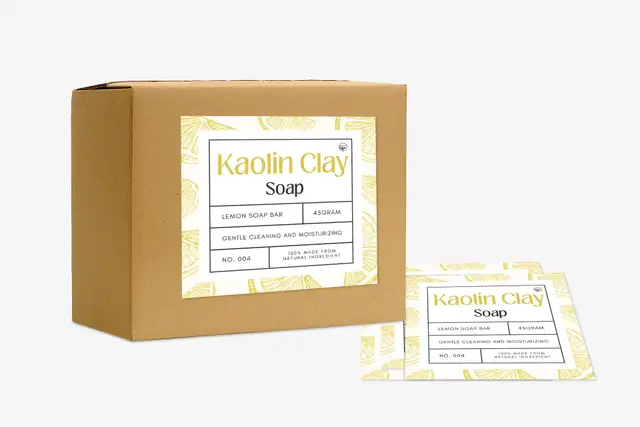 Kaolin Clay
Soap
LEMON SOAP BAR
45GRAM
GENTLE CLEANING AND MOISTURIZING
NO. 004
100% MADE FROM
NATURAL INGREDIENT
Kaolin Clay
Soap
LEMON SOAP BAR
45GRAM
GENTLE CLEANING AND MOISTURIZING
NO. 004
100% MADE FROM
NATURAL INGREDIENT